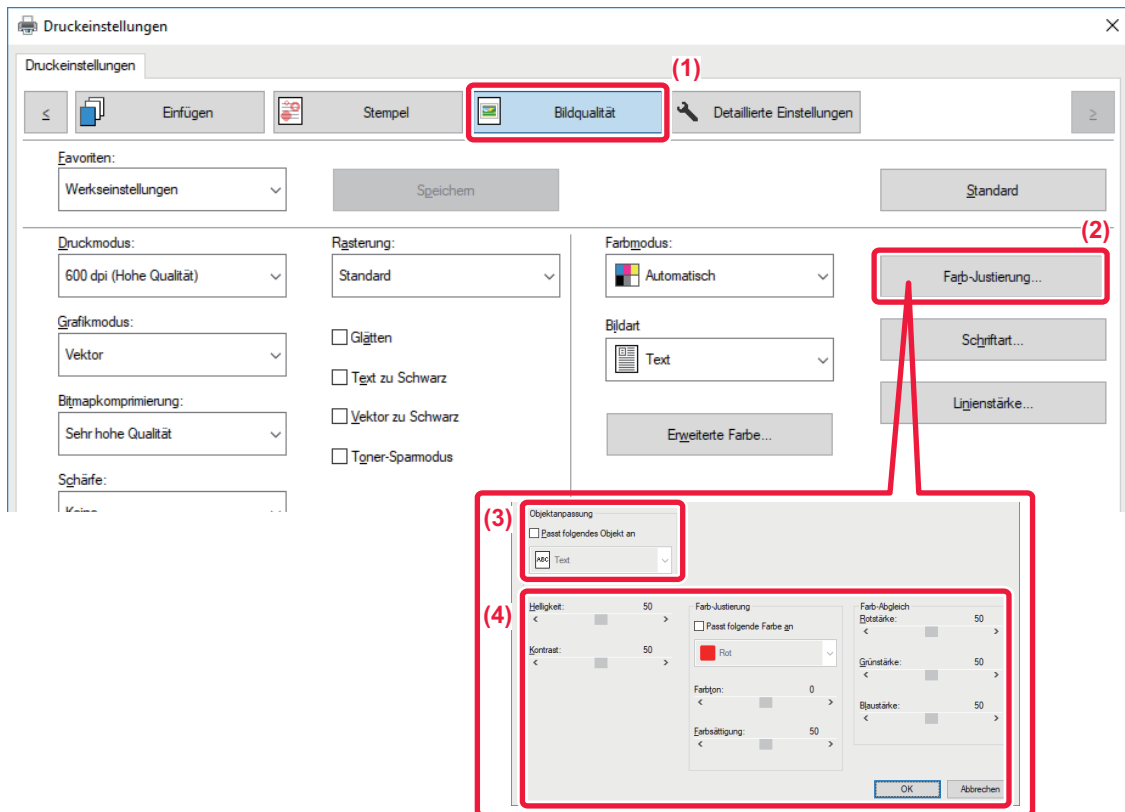 Druckeinstellungen
Druckeinstellungen
(1)
≤ Einfügen Stempel Bildqualität Detaillierte Einstellungen ≥
Favoriten:
Werkseinstellungen Speichern Standard
(2)
Druckmodus: Rasterung: Farbmodus:
600 dpi (Hohe Qualität) Standard Automatisch Farb-Justierung...
Grafikmodus: Glätten Bildart Schriftart...
Vektor Text
Text zu Schwarz
Bitmapkomprimierung: Linienstärke...
Sehr hohe Qualität Vektor zu Schwarz Erweiterte Farbe...
Toner-Sparmodus
Schärfe:
Keine
(3)
Objektanpassung
Passt folgendes Objekt an
ABC Text
(4)
Helligkeit: 50 Farb-Justierung Farb-Abgleich
Passt folgende Farbe an Rotstärke: 50
Kontrast: 50 Rot Grünstärke: 50
Farbton: 0 Blaustärke: 50
Farbsättigung: 50
OK Abbrechen